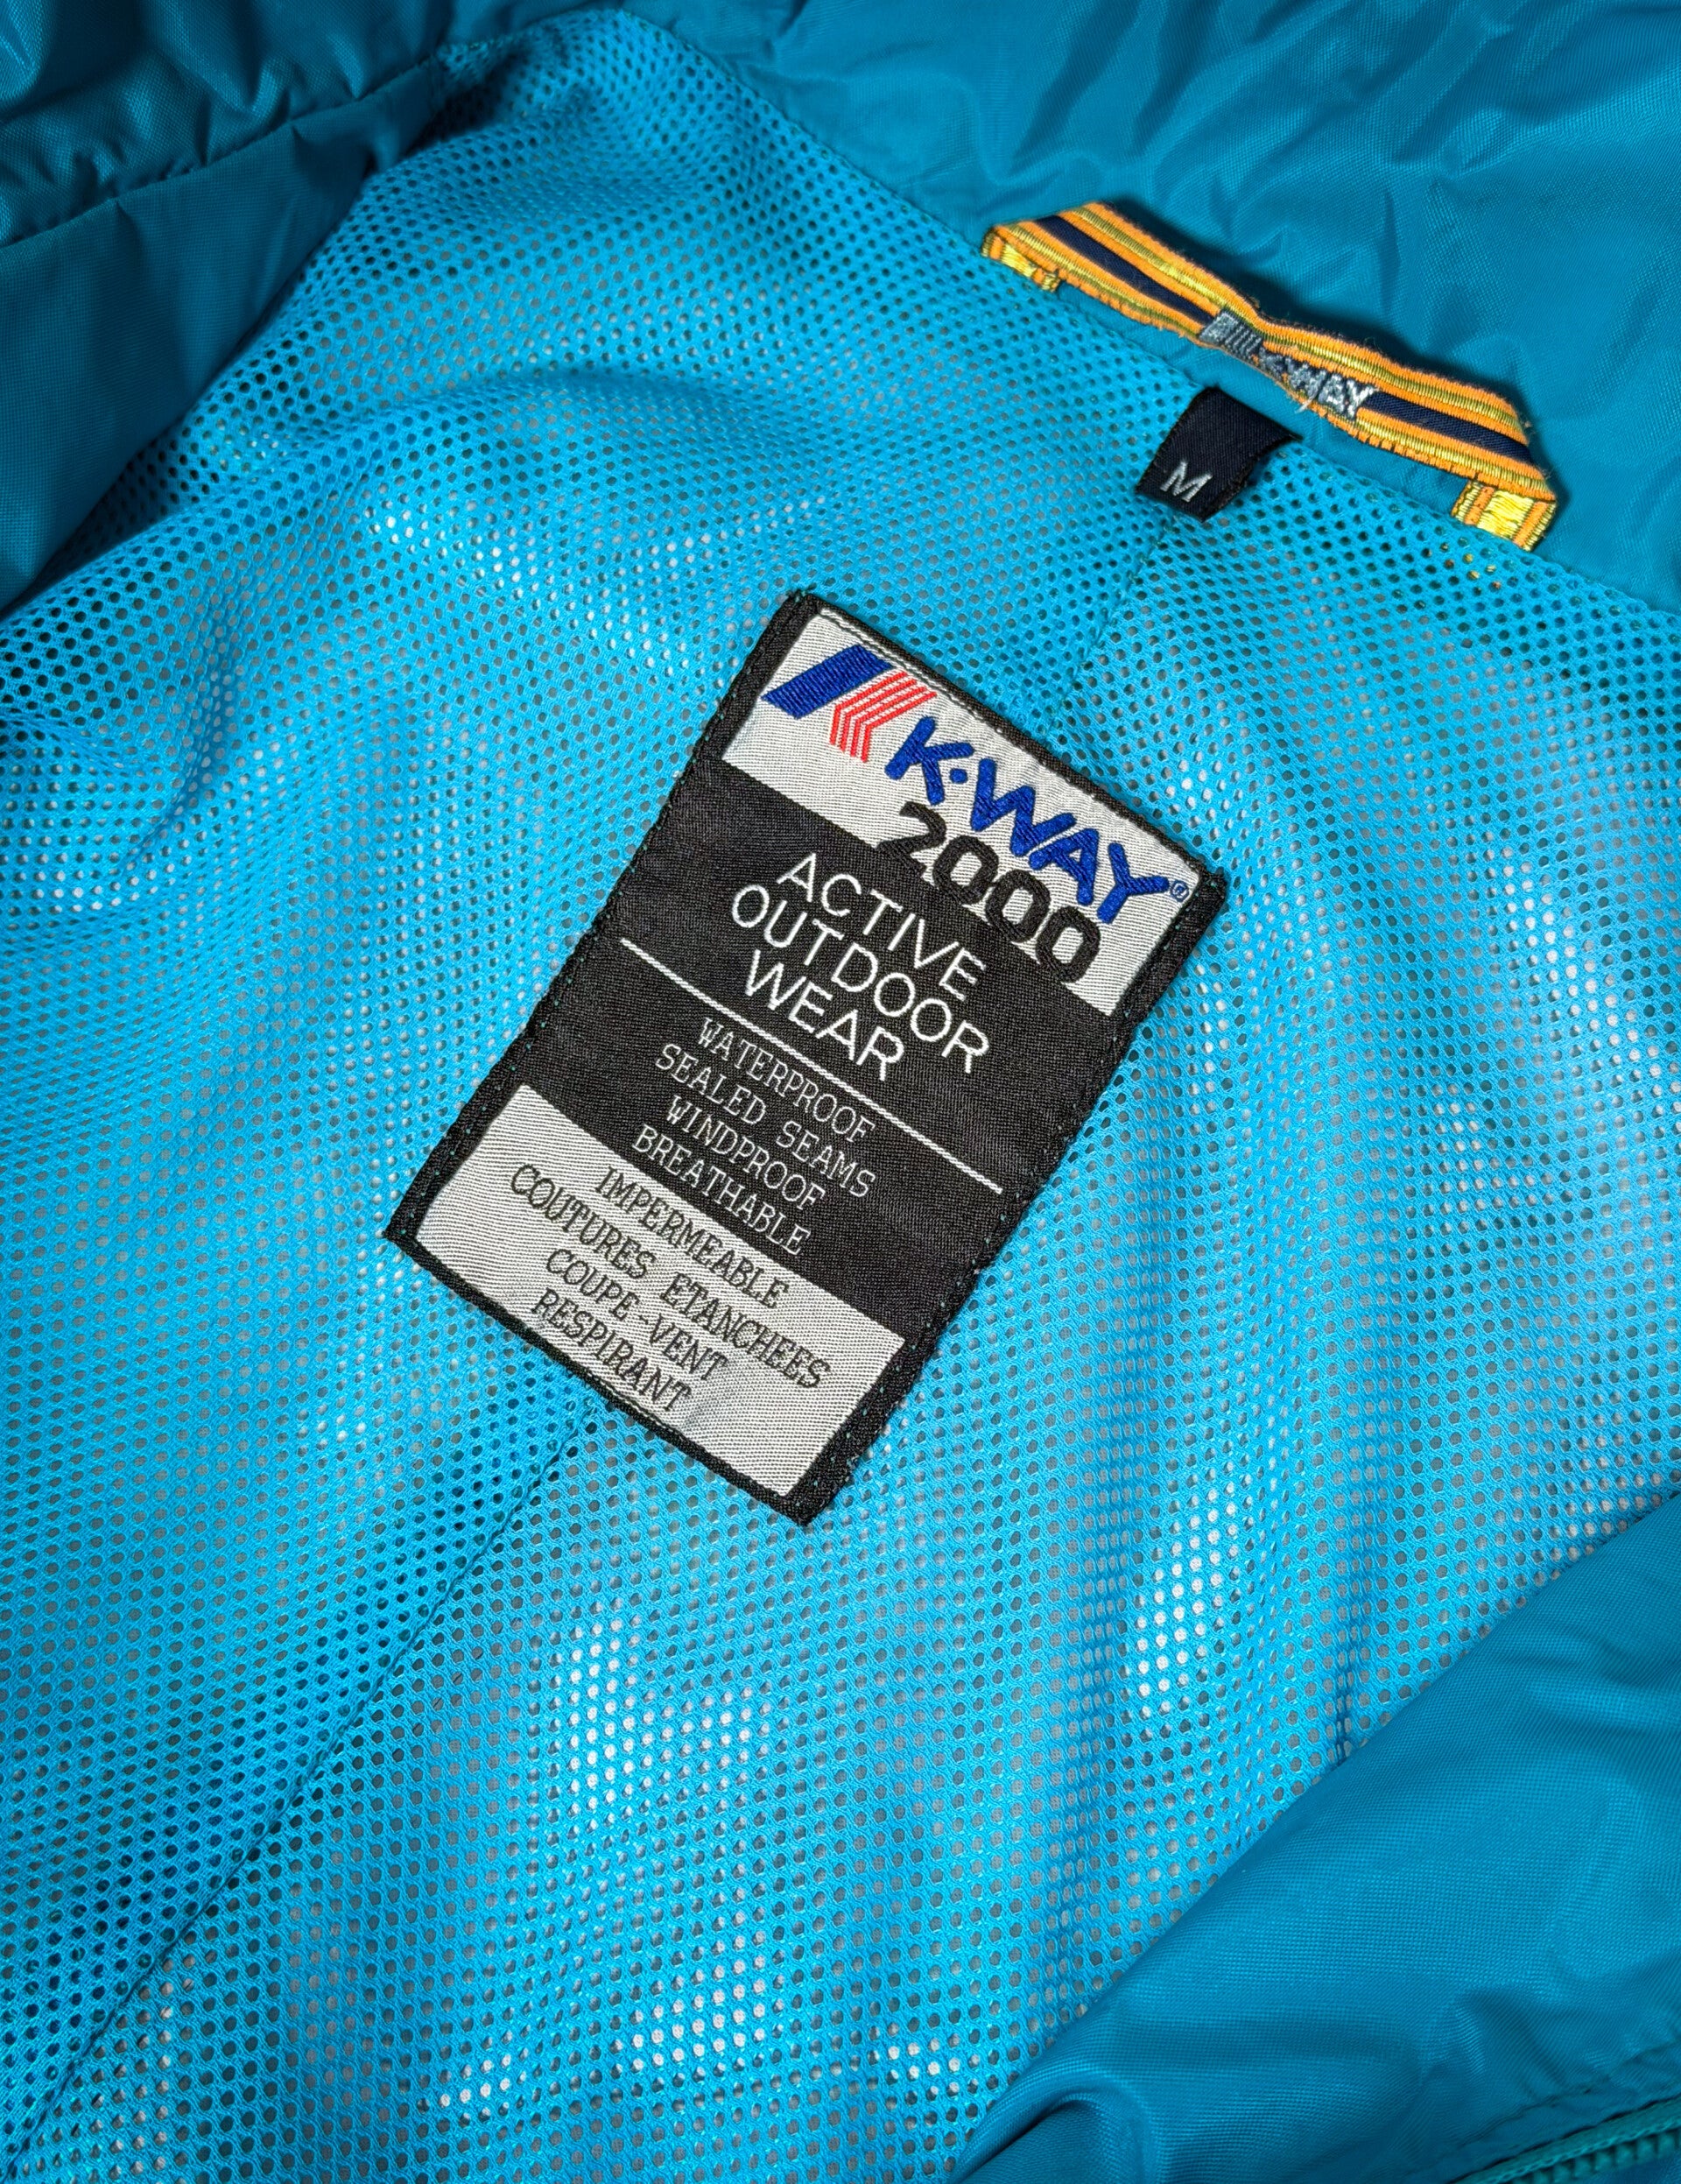 K-WAY
M
K·WAY®
2000
ACTIVE
OUTDOOR
WEAR
WATERPROOF
SEALED SEAMS
WINDPROOF
BREATHABLE
IMPERMEABLE
COUTURES ETANCHEES
COUPE-VENT
RESPIRANT